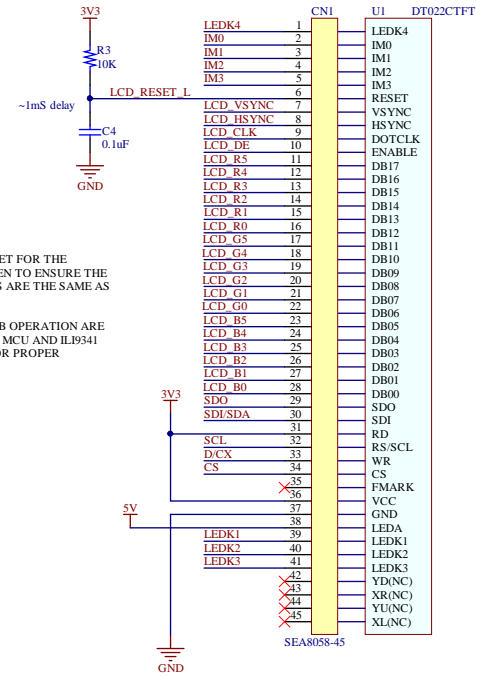 3V3
R3
10K
LCD_RESET_L
~1mS delay
C4
0.1uF
GND
ET FOR THE
EN TO ENSURE THE
S ARE THE SAME AS
B OPERATION ARE
MCU AND ILI9341
OR PROPER
3V3
5V
GND
CN1
U1 DT022CTFT
LEDK4 1 LEDK4
IM0 2 IM0
IM1 3 IM1
IM2 4 IM2
IM3 5 IM3
6 RESET
LCD_VSYNC 7 VSYNC
LCD_HSYNC 8 HSYNC
LCD_CLK 9 DOTCLK
LCD_DE 10 ENABLE
LCD_R5 11 DB17
LCD_R4 12 DB16
LCD_R3 13 DB15
LCD_R2 14 DB14
LCD_R1 15 DB13
LCD_R0 16 DB12
LCD_G5 17 DB11
LCD_G4 18 DB10
LCD_G3 19 DB09
LCD_G2 20 DB08
LCD_G1 21 DB07
LCD_G0 22 DB06
LCD_B5 23 DB05
LCD_B4 24 DB04
LCD_B3 25 DB03
LCD_B2 26 DB02
LCD_B1 27 DB01
LCD_B0 28 DB00
SDO 29 SDO
SDI/SDA 30 SDI
31 RD
SCL 32 RS/SCL
D/CX 33 WR
CS 34 CS
35 FMARK
36 VCC
37 GND
38 LEDA
LEDK1 39 LEDK1
LEDK2 40 LEDK2
LEDK3 41 LEDK3
42 YD(NC)
43 XR(NC)
44 YU(NC)
45 XL(NC)
SEA8058-45